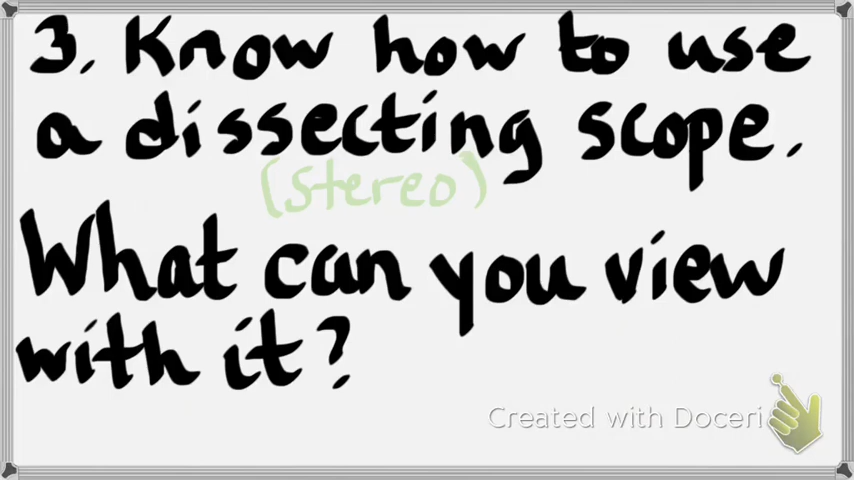 3. Know how to use
a dissecting scope.
(stereo)
What can you view
with it?
Created with Doceri